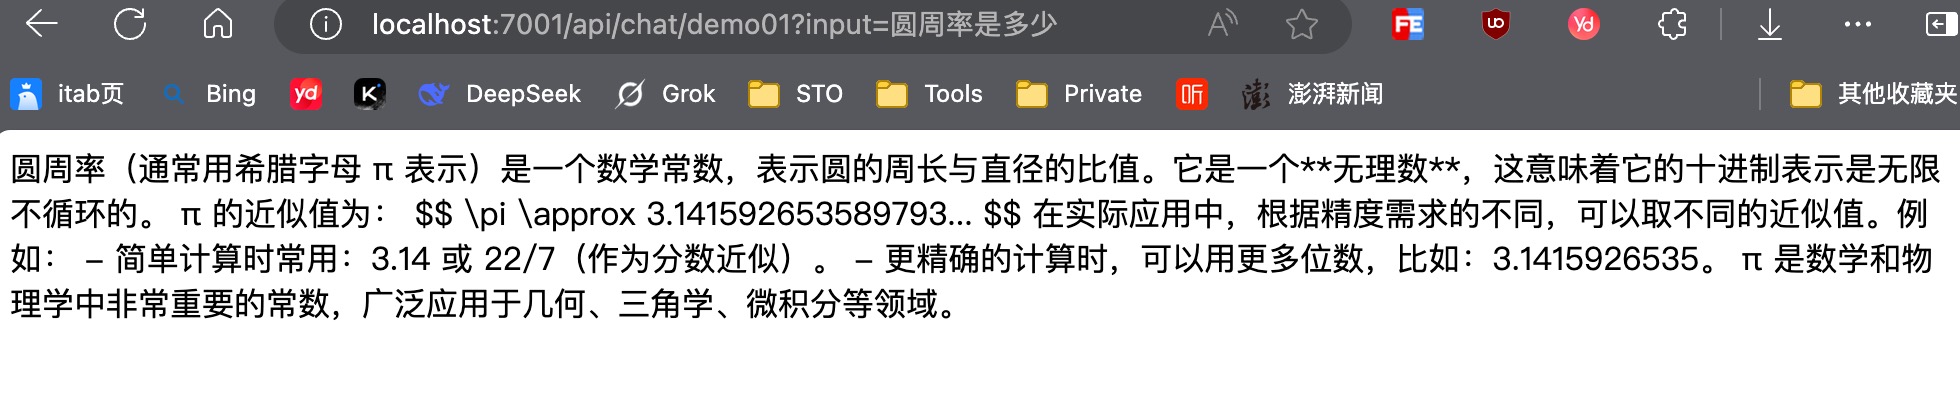 localhost:7001/api/chat/demo01?input=圆周率是多少
A
FE
UD
Yd
itab页 Bing yd K DeepSeek Grok STO Tools Private 听 澎 澎湃新闻 其他收藏夹
圆周率（通常用希腊字母 π 表示）是一个数学常数，表示圆的周长与直径的比值。它是一个**无理数**，这意味着它的十进制表示是无限
不循环的。 π 的近似值为： $$ \pi \approx 3.141592653589793... $$ 在实际应用中，根据精度需求的不同，可以取不同的近似值。例
如： – 简单计算时常用：3.14 或 22/7（作为分数近似）。 – 更精确的计算时，可以用更多位数，比如：3.1415926535。 π 是数学和物
理学中非常重要的常数，广泛应用于几何、三角学、微积分等领域。